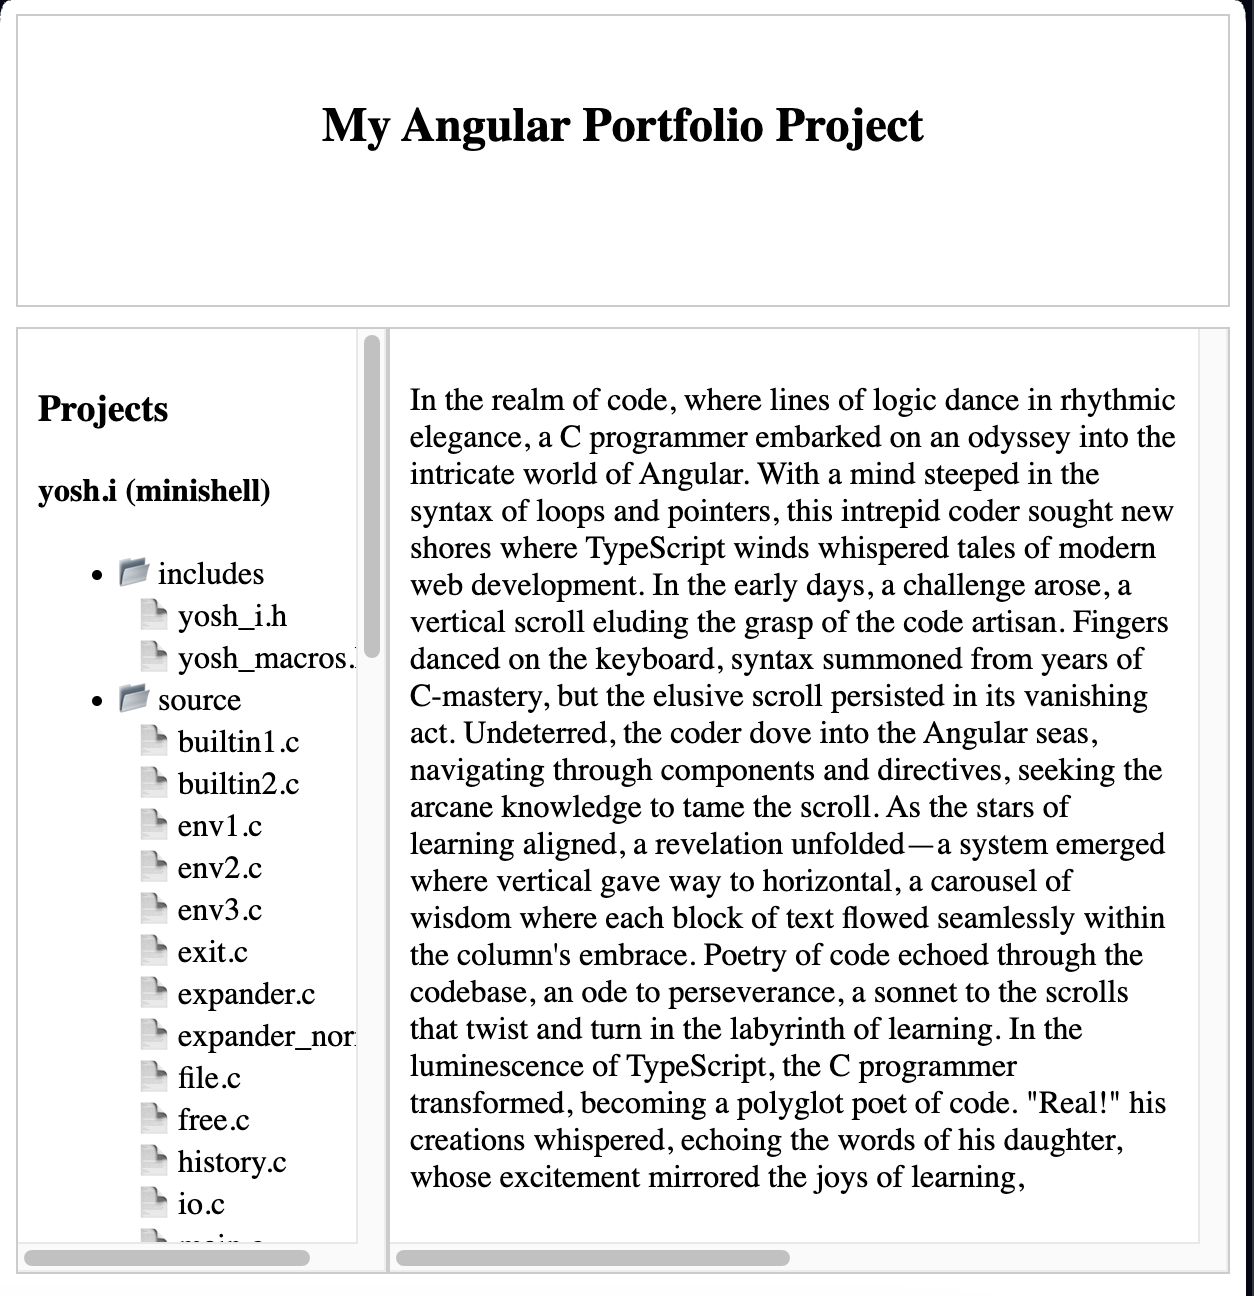 My Angular Portfolio Project
Projects
yosh.i (minishell)
includes
yosh_i.h
yosh_macros.
source
builtin1.c
builtin2.c
env1.c
env2.c
env3.c
exit.c
expander.c
expander_nor
file.c
free.c
history.c
io.c
In the realm of code, where lines of logic dance in rhythmic
elegance, a C programmer embarked on an odyssey into the
intricate world of Angular. With a mind steeped in the
syntax of loops and pointers, this intrepid coder sought new
shores where TypeScript winds whispered tales of modern
web development. In the early days, a challenge arose, a
vertical scroll eluding the grasp of the code artisan. Fingers
danced on the keyboard, syntax summoned from years of
C-mastery, but the elusive scroll persisted in its vanishing
act. Undeterred, the coder dove into the Angular seas,
navigating through components and directives, seeking the
arcane knowledge to tame the scroll. As the stars of
learning aligned, a revelation unfolded—a system emerged
where vertical gave way to horizontal, a carousel of
wisdom where each block of text flowed seamlessly within
the column's embrace. Poetry of code echoed through the
codebase, an ode to perseverance, a sonnet to the scrolls
that twist and turn in the labyrinth of learning. In the
luminescence of TypeScript, the C programmer
transformed, becoming a polyglot poet of code. "Real!" his
creations whispered, echoing the words of his daughter,
whose excitement mirrored the joys of learning,